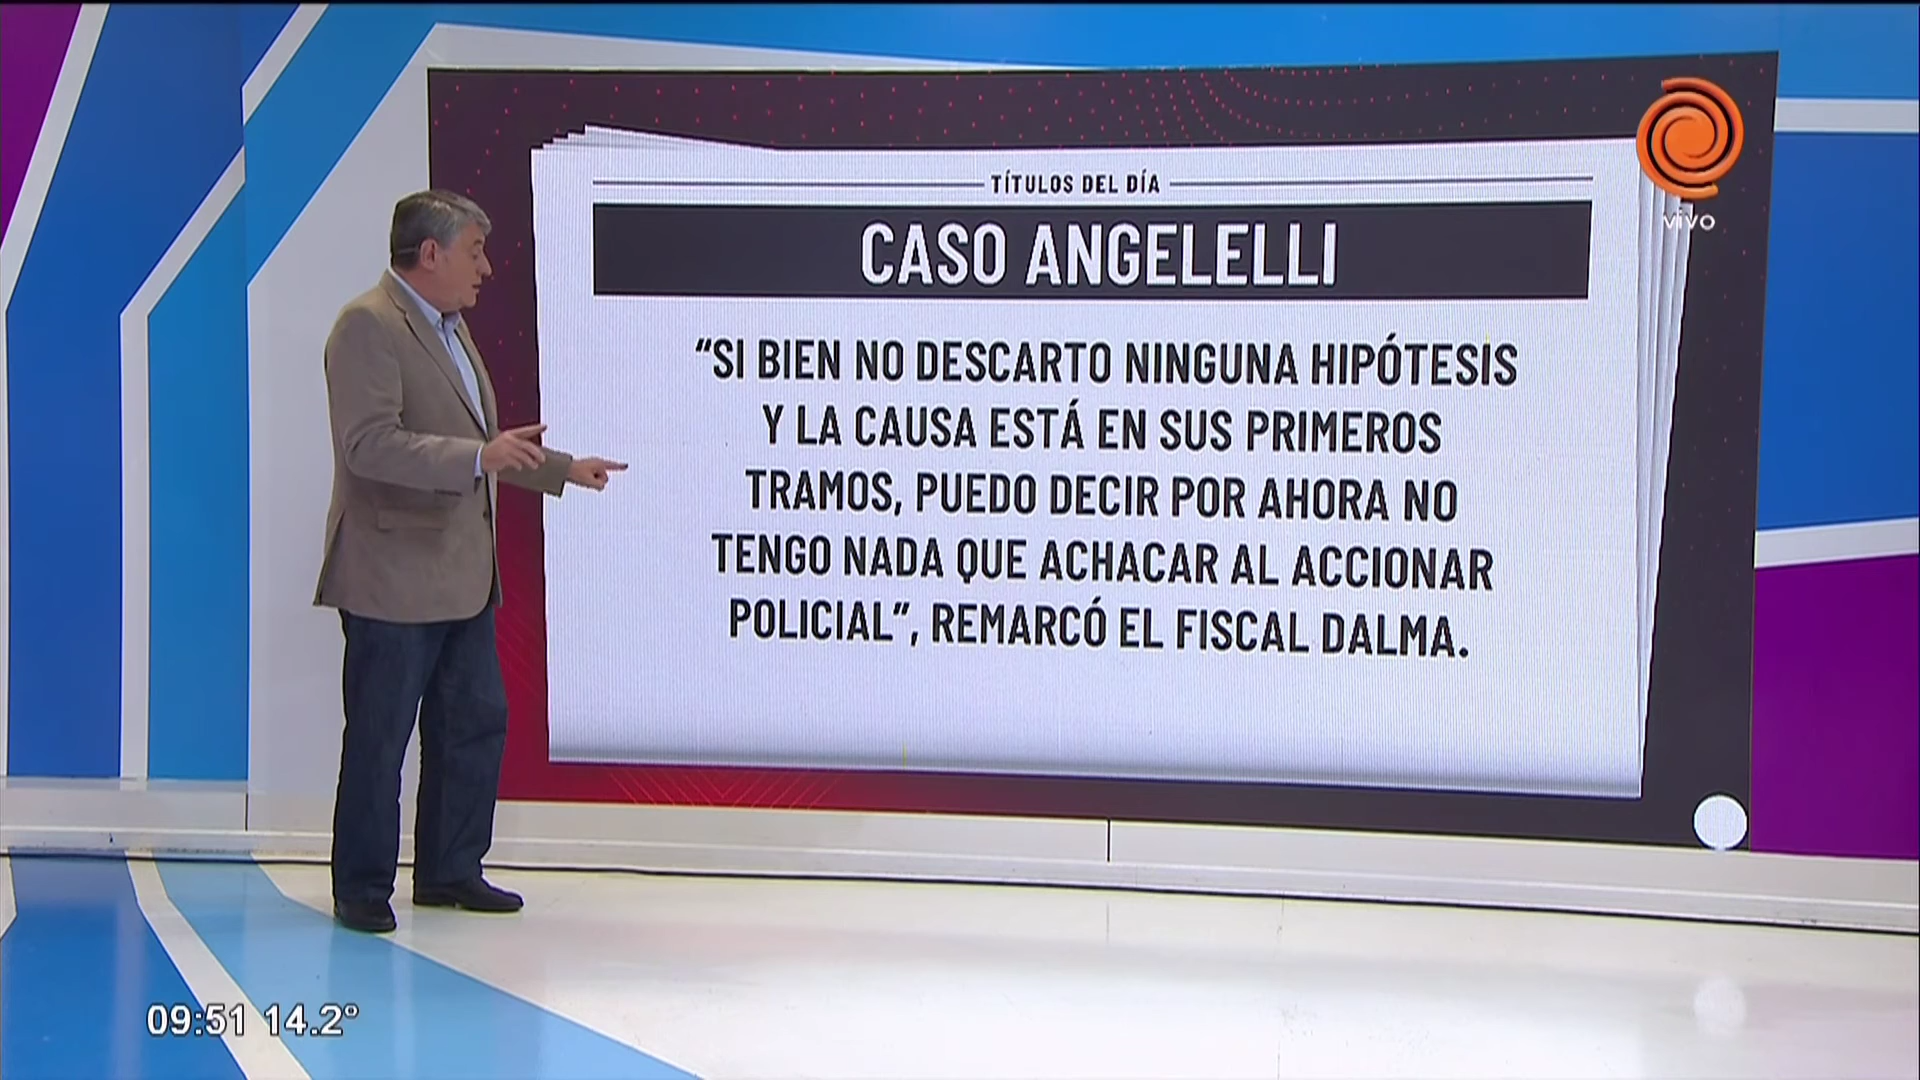 TÍTULOS DEL DÍA
CASO ANGELELLI
“SI BIEN NO DESCARTO NINGUNA HIPÓTESIS
Y LA CAUSA ESTÁ EN SUS PRIMEROS
TRAMOS, PUEDO DECIR POR AHORA NO
TENGO NADA QUE ACHACAR AL ACCIONAR
POLICIAL”, REMARCÓ EL FISCAL DALMA.
vivo
09:51 14.2°